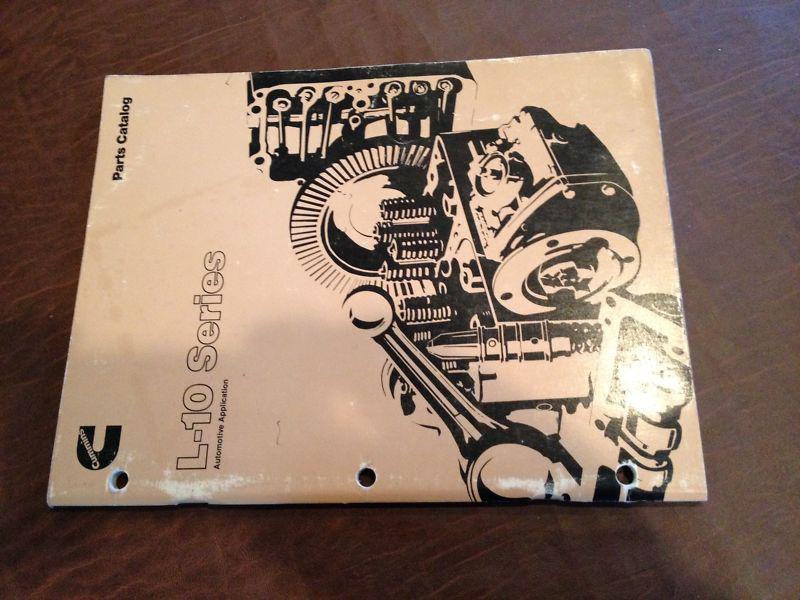 Parts Catalog
L-10 Series
Automotive Application
Cummins